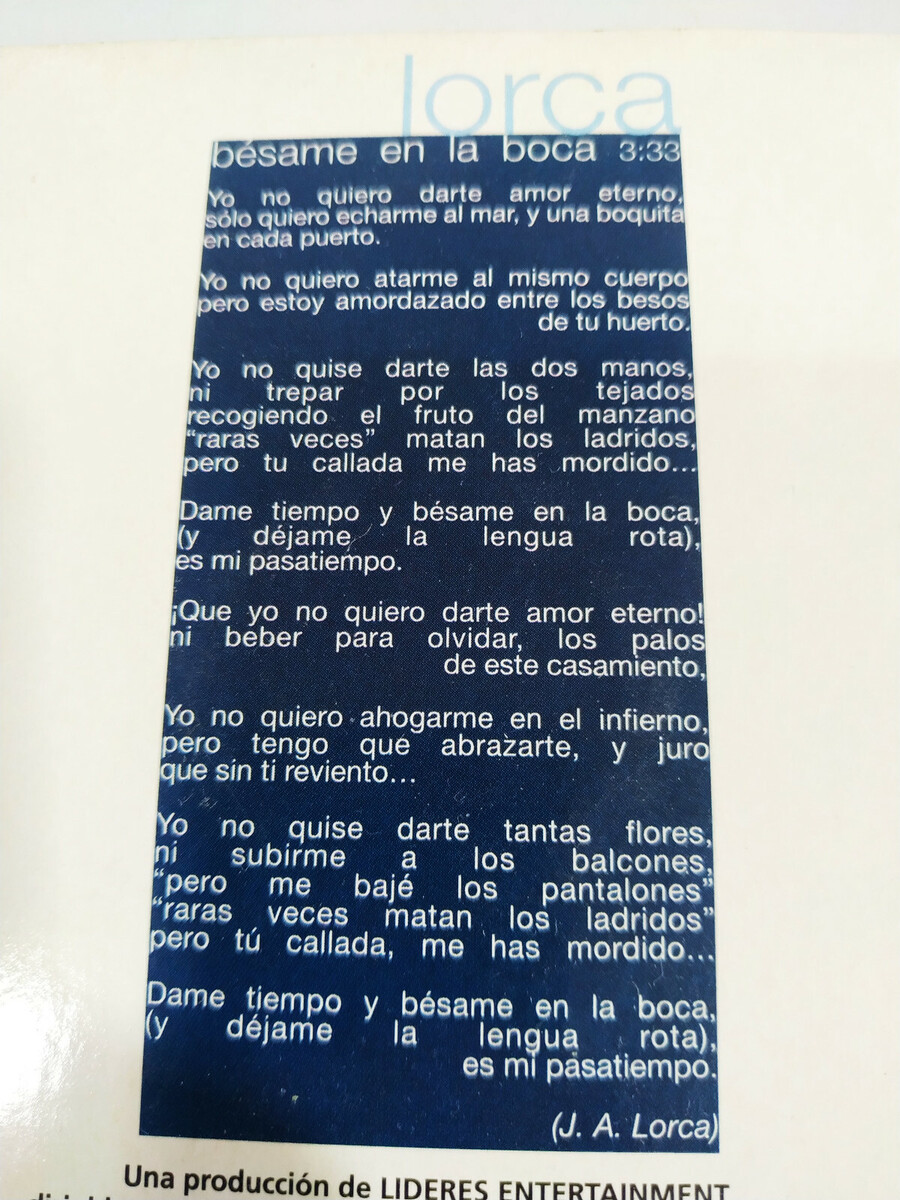 lorca
bésame en la boca 3:33
Yo no quiero darte amor eterno,
sólo quiero echarme al mar, y una boquita
en cada puerto.
Yo no quiero atarme al mismo cuerpo
pero estoy amordazado entre los besos
de tu huerto.
Yo no quise darte las dos manos,
ni trepar por los tejados
recogiendo el fruto del manzano
“raras veces” matan los ladridos,
pero tu callada me has mordido...
Dame tiempo y bésame en la boca,
(y déjame la lengua rota),
es mi pasatiempo.
¡Que yo no quiero darte amor eterno!
ni beber para olvidar, los palos
de este casamiento,
Yo no quiero ahogarme en el infierno,
pero tengo que abrazarte, y juro
que sin ti reviento...
Yo no quise darte tantas flores,
ni subirme a los balcones,
“pero me bajé los pantalones”
“raras veces matan los ladridos”
pero tú callada, me has mordido...
Dame tiempo y bésame en la boca,
(y déjame la lengua rota),
es mi pasatiempo.
(J. A. Lorca)
Una producción de LIDERES ENTERTAINMENT